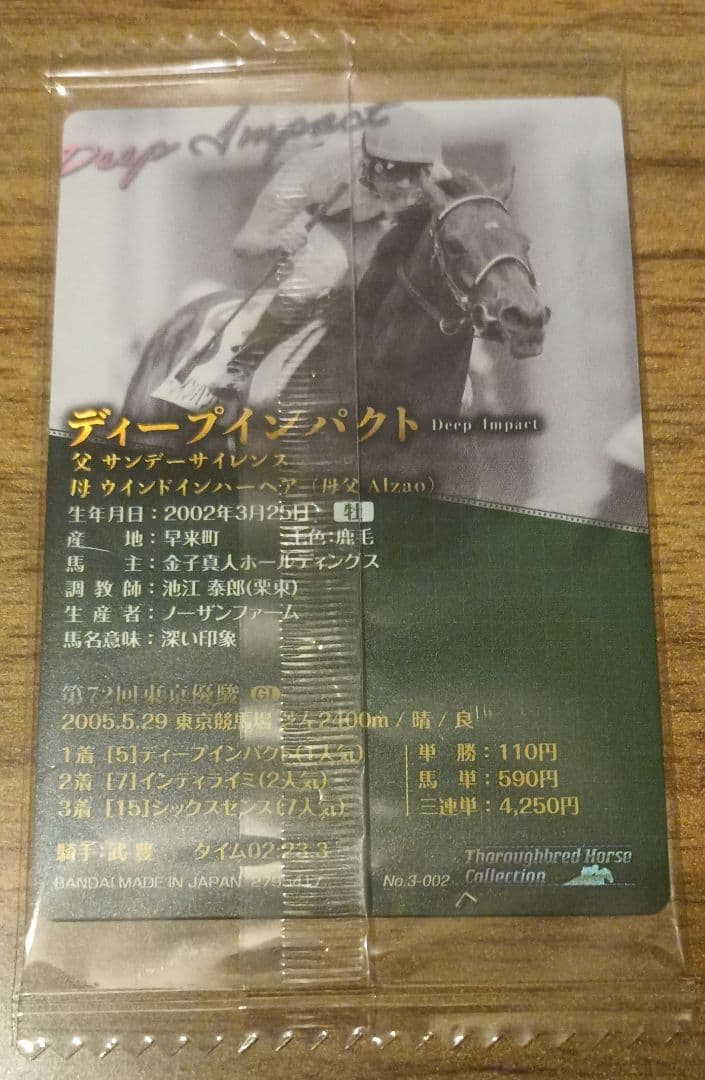 Deep Impact
ディープインパクト Deep Impact
父 サンデーサイレンス
母 ウインドインハーヘア（母父 Alzao）
生年月日：2002年3月25日 牡
産　地：早来町　毛色：鹿毛
馬　主：金子真人ホールディングス
調教師：池江 泰郎(栗東)
生産者：ノーザンファーム
馬名意味：深い印象
第72回東京優駿 GI
2005.5.29 東京競馬場 芝2400m / 晴 / 良
1着 [5]ディープインパクト(1人気)
2着 [7]インティライミ(2人気)
3着 [15]シックスセンス(7人気)
単　勝：110円
馬　単：590円
三連単：4,250円
騎手：武 豊　タイム02:23.3
BANDAI MADE IN JAPAN
No.3-002
Thoroughbred Horse
Collection